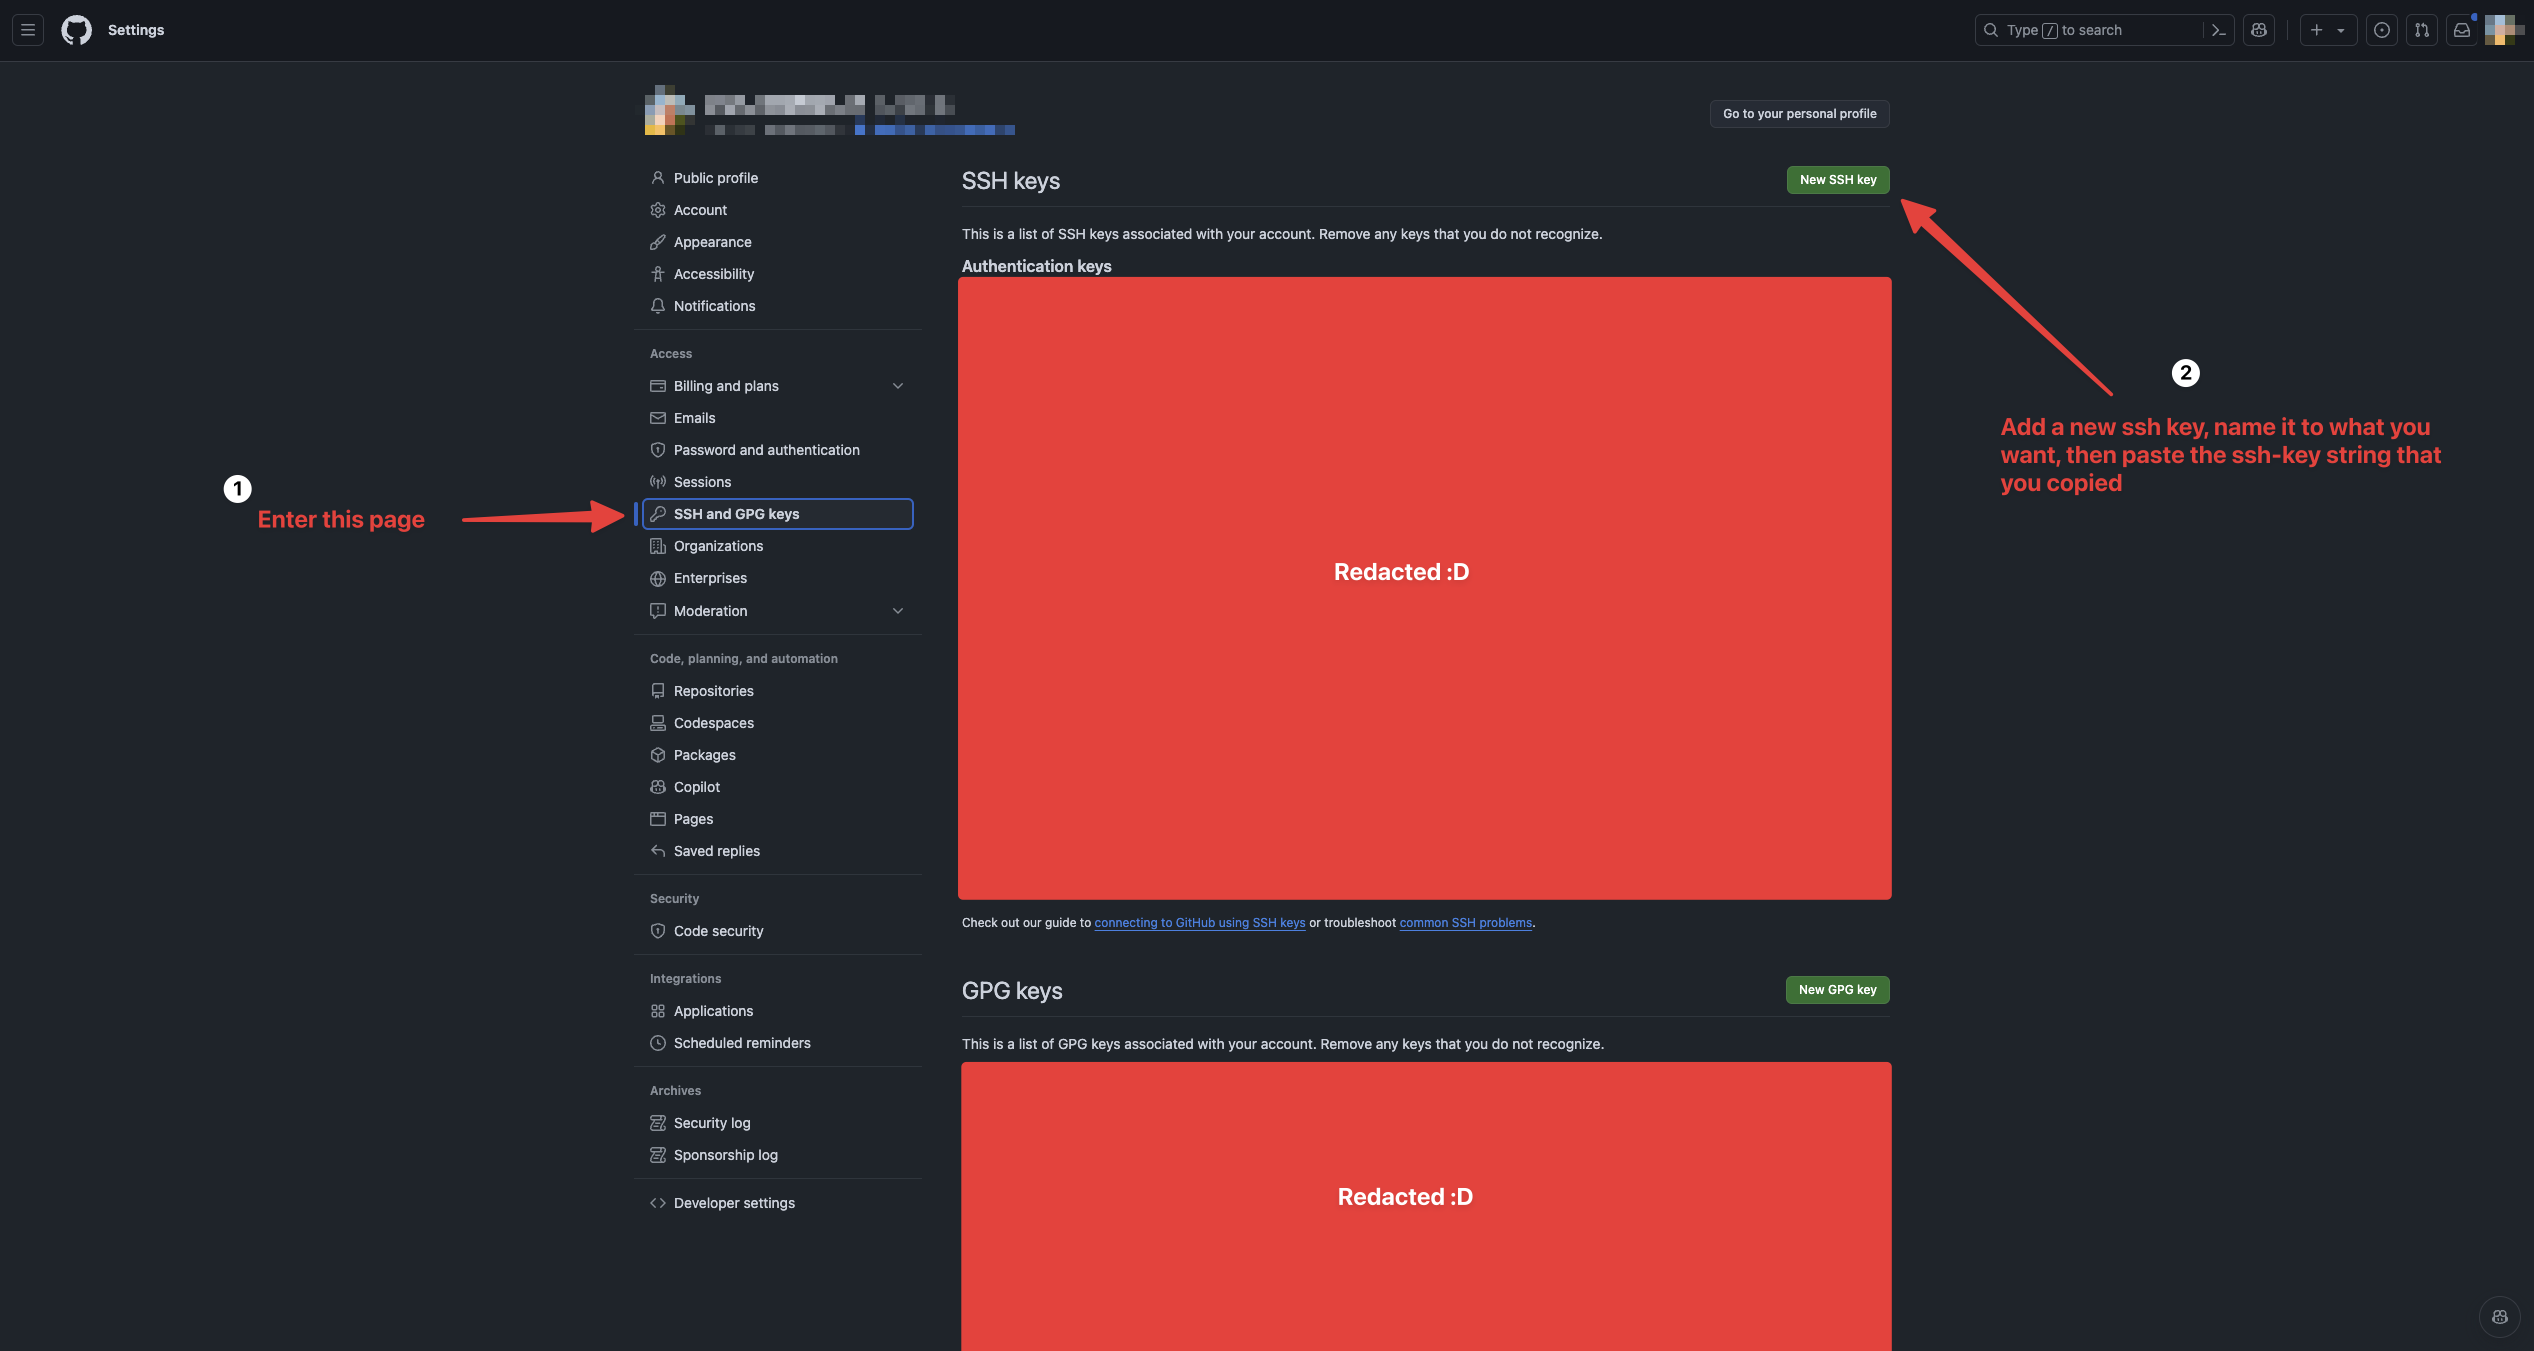 Settings
Type / to search
Go to your personal profile
Public profile
Account
Appearance
Accessibility
Notifications
Access
Billing and plans
Emails
Password and authentication
Sessions
SSH and GPG keys
Organizations
Enterprises
Moderation
Code, planning, and automation
Repositories
Codespaces
Packages
Copilot
Pages
Saved replies
Security
Code security
Integrations
Applications
Scheduled reminders
Archives
Security log
Sponsorship log
Developer settings
1
Enter this page
SSH keys
New SSH key
This is a list of SSH keys associated with your account. Remove any keys that you do not recognize.
Authentication keys
Redacted :D
Check out our guide to connecting to GitHub using SSH keys or troubleshoot common SSH problems.
GPG keys
New GPG key
This is a list of GPG keys associated with your account. Remove any keys that you do not recognize.
Redacted :D
2
Add a new ssh key, name it to what you
want, then paste the ssh-key string that
you copied